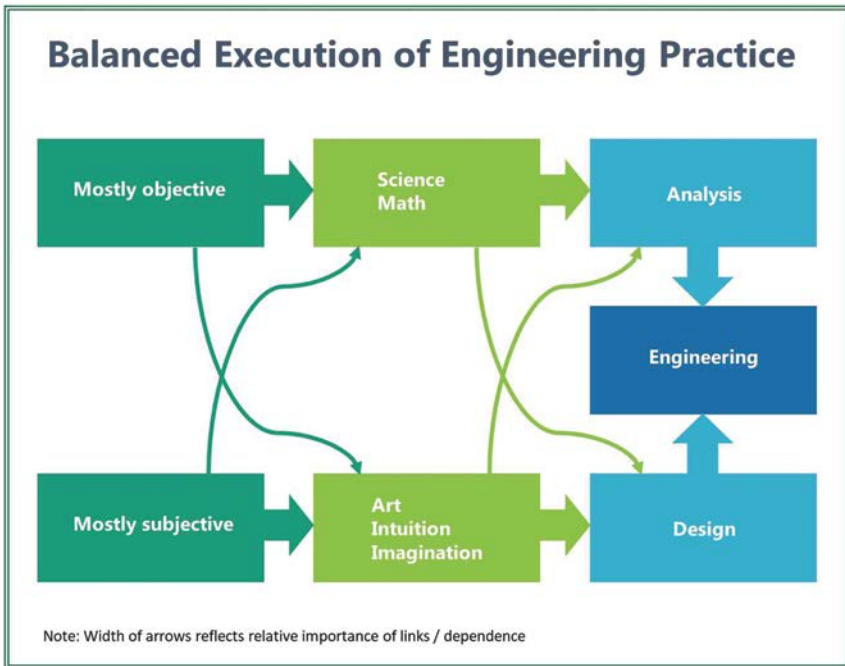 Balanced Execution of Engineering Practice
Mostly objective
Science
Math
Analysis
Engineering
Mostly subjective
Art
Intuition
Imagination
Design
Note: Width of arrows reflects relative importance of links / dependence